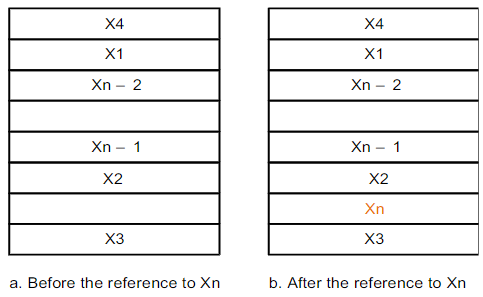 X4
X1
Xn – 2
Xn – 1
X2
X3
a. Before the reference to Xn
X4
X1
Xn – 2
Xn – 1
X2
Xn
X3
b. After the reference to Xn